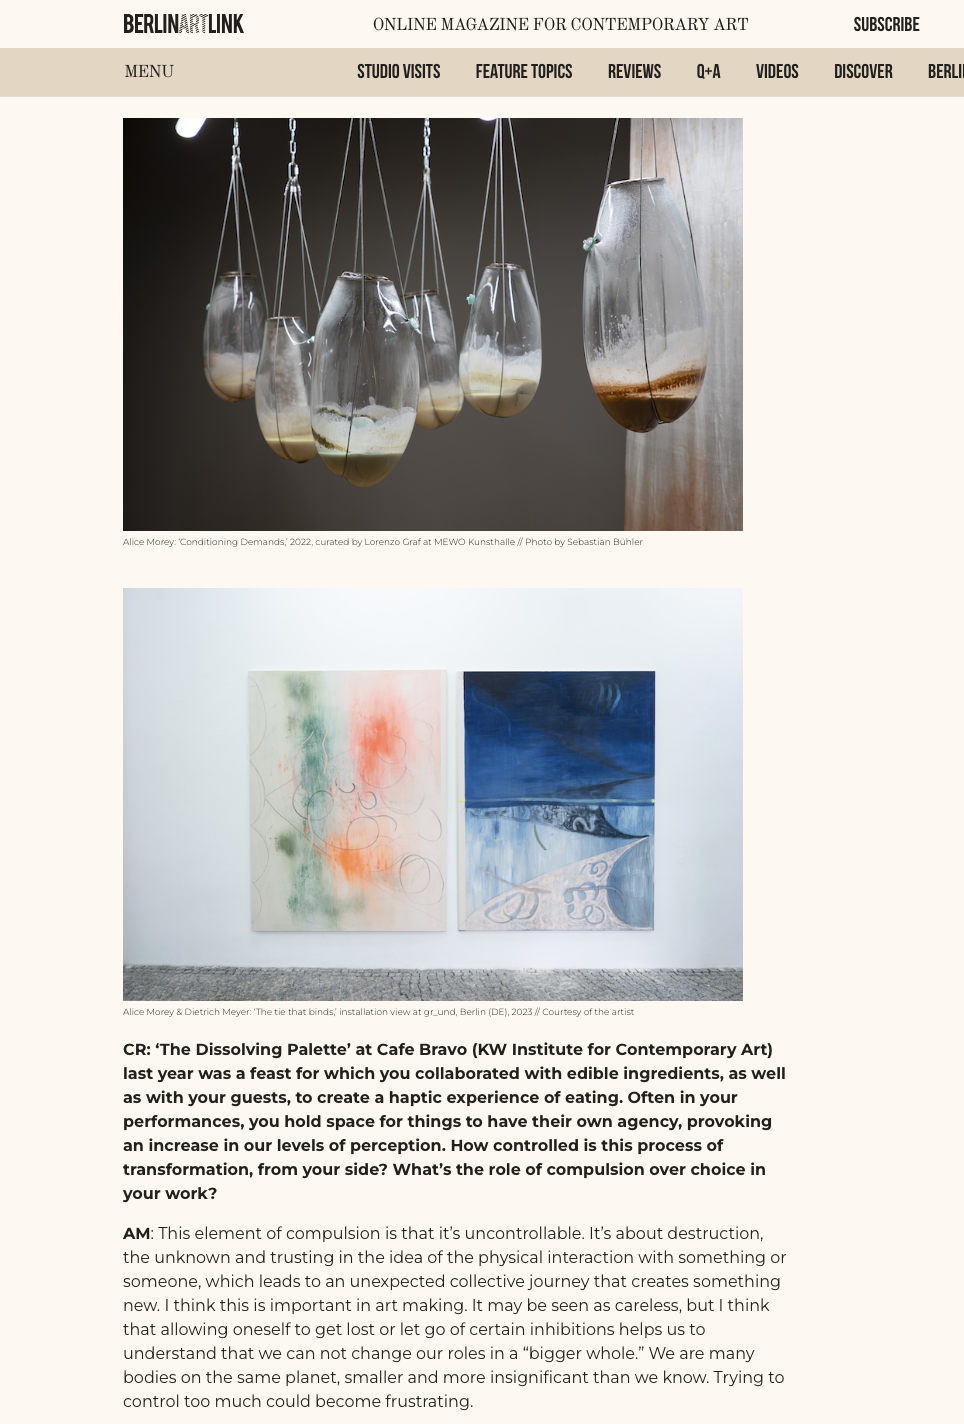 BERLINARTLINK
ONLINE MAGAZINE FOR CONTEMPORARY ART
SUBSCRIBE
MENU
STUDIO VISITS
FEATURE TOPICS
REVIEWS
Q+A
VIDEOS
DISCOVER
Alice Morey: ‘Conditioning Demands,’ 2022, curated by Lorenzo Graf at MEWO Kunsthalle // Photo by Sebastian Bühler
Alice Morey & Dietrich Meyer: ‘The tie that binds,’ installation view at gr_und, Berlin (DE), 2023 // Courtesy of the artist
CR: ‘The Dissolving Palette’ at Cafe Bravo (KW Institute for Contemporary Art)
last year was a feast for which you collaborated with edible ingredients, as well
as with your guests, to create a haptic experience of eating. Often in your
performances, you hold space for things to have their own agency, provoking
an increase in our levels of perception. How controlled is this process of
transformation, from your side? What’s the role of compulsion over choice in
your work?
AM: This element of compulsion is that it’s uncontrollable. It’s about destruction,
the unknown and trusting in the idea of the physical interaction with something or
someone, which leads to an unexpected collective journey that creates something
new. I think this is important in art making. It may be seen as careless, but I think
that allowing oneself to get lost or let go of certain inhibitions helps us to
understand that we can not change our roles in a “bigger whole.” We are many
bodies on the same planet, smaller and more insignificant than we know. Trying to
control too much could become frustrating.